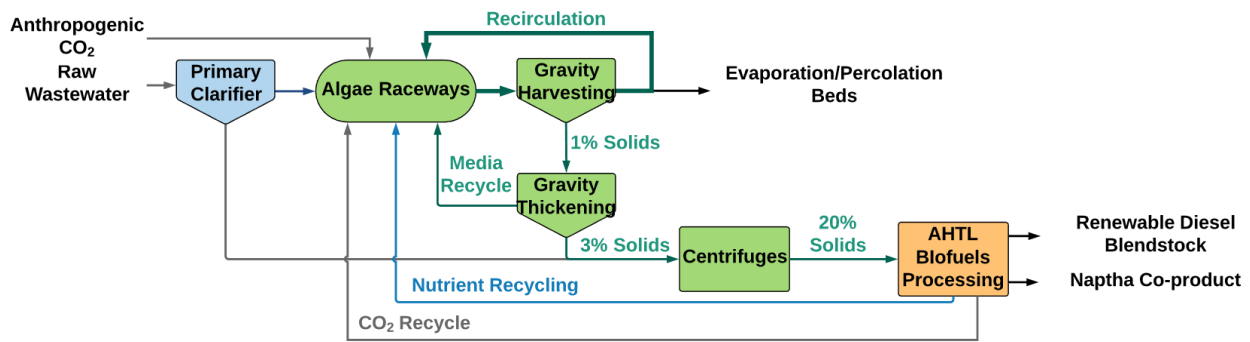 Anthropogenic
CO₂
Raw
Wastewater
Primary
Clarifier
Algae Raceways
Recirculation
Gravity
Harvesting
Evaporation/Percolation
Beds
1% Solids
Media
Recycle
Gravity
Thickening
3% Solids
Centrifuges
20%
Solids
AHTL
BIofuels
Processing
Renewable Diesel
Blendstock
Naptha Co-product
Nutrient Recycling
CO₂ Recycle